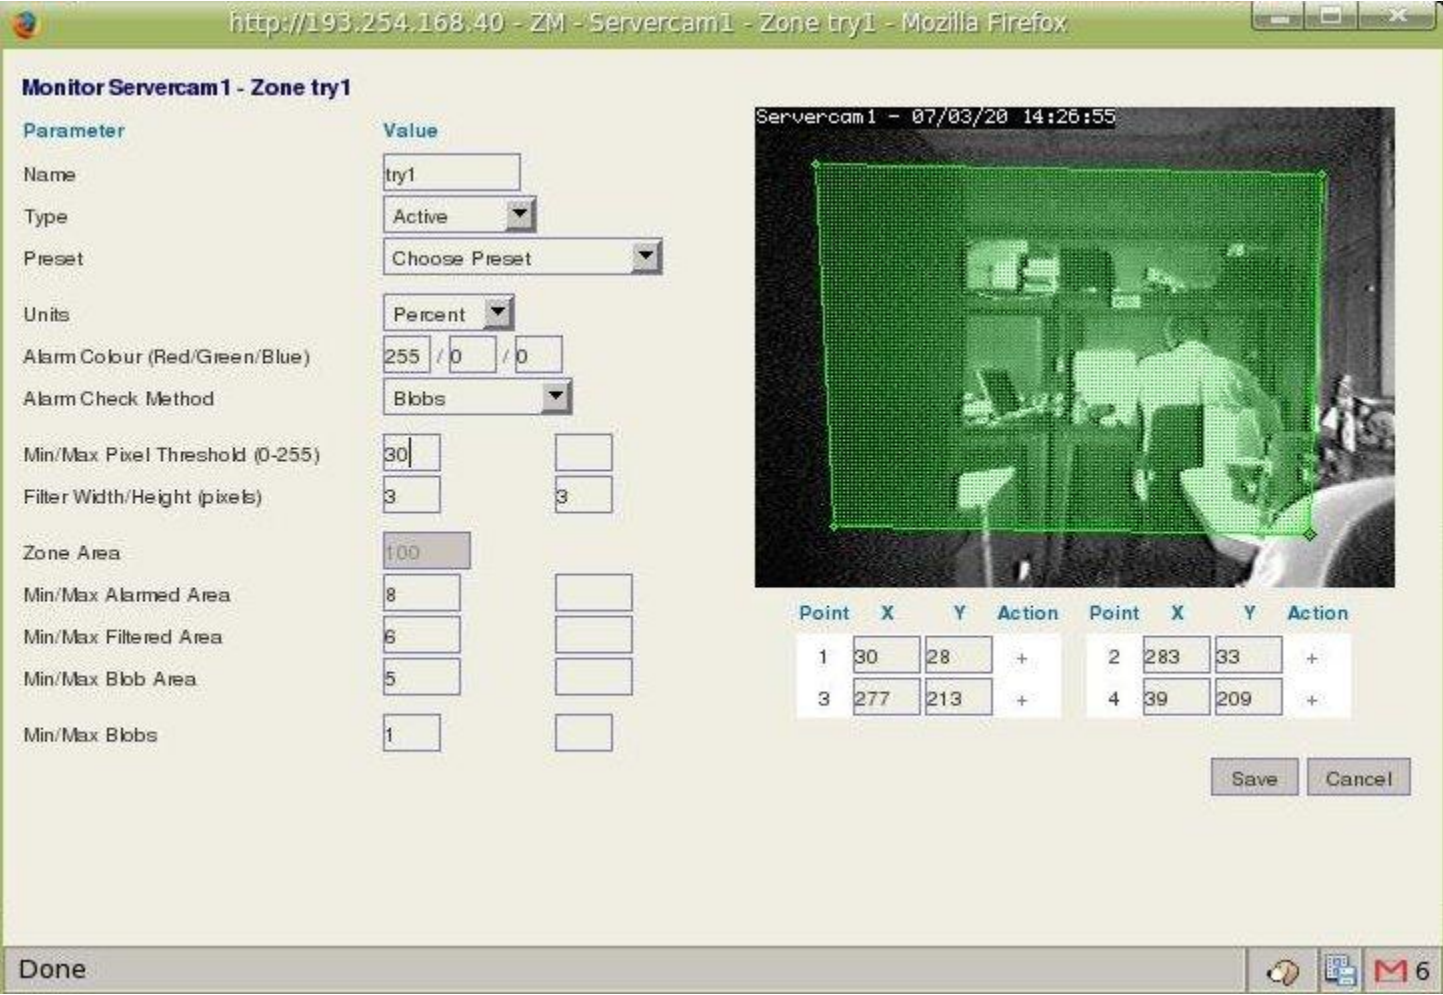 http://193.254.168.40 - ZM - Servercam1 - Zone try1 - Mozilla Firefox
Monitor Servercam1 - Zone try1
Parameter Value
Name try1
Type Active
Preset Choose Preset
Units Percent
Alarm Colour (Red/Green/Blue) 255 / 0 / 0
Alarm Check Method Blobs
Min/Max Pixel Threshold (0-255) 30
Filter Width/Height (pixels) 3 3
Zone Area 100
Min/Max Alarmed Area 8
Min/Max Filtered Area 6
Min/Max Blob Area 5
Min/Max Blobs 1
Servercam1 - 07/03/20 14:26:55
Point X Y Action Point X Y Action
1 30 28 + 2 283 33 +
3 277 213 + 4 39 209 +
Save Cancel
Done 6